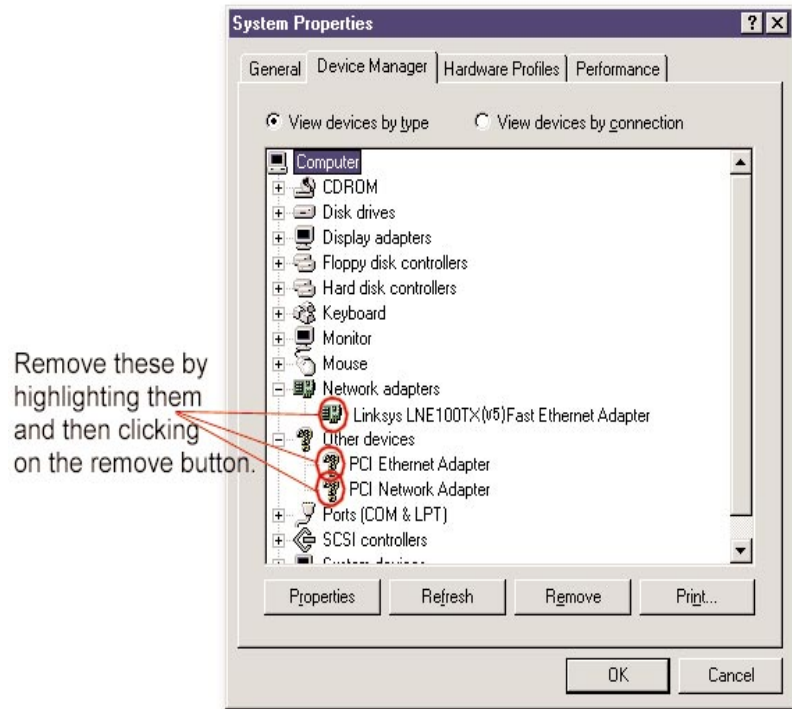 System Properties
General Device Manager Hardware Profiles Performance
View devices by type View devices by connection
Computer
CDROM
Disk drives
Display adapters
Floppy disk controllers
Hard disk controllers
Keyboard
Monitor
Mouse
Network adapters
Linksys LNE100TX(v5)Fast Ethernet Adapter
Other devices
PCI Ethernet Adapter
PCI Network Adapter
Ports (COM & LPT)
SCSI controllers
System devices
Remove these by
highlighting them
and then clicking
on the remove button.
Properties Refresh Remove Print...
OK Cancel